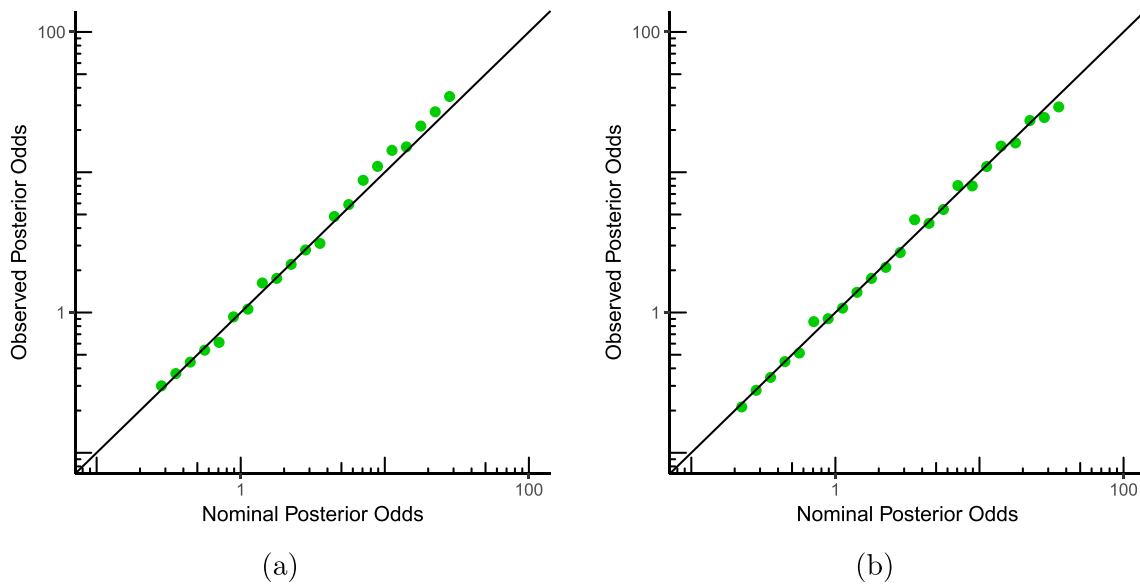 100
1
Observed Posterior Odds
1
100
Nominal Posterior Odds
(a)
100
1
Observed Posterior Odds
1
100
Nominal Posterior Odds
(b)